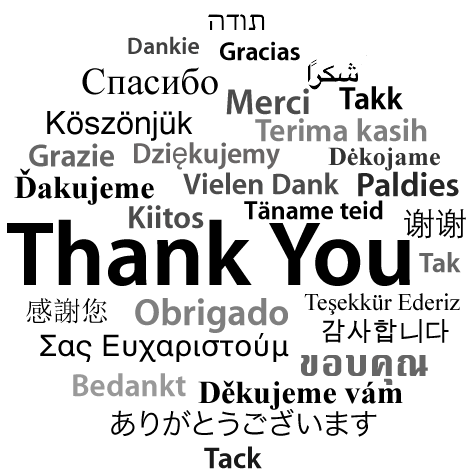 תודה
Dankie Gracias
Спасибо شكرًا
Merci Takk
Köszönjük Terima kasih
Grazie Dziękujemy Dėkojame
Ďakujeme Vielen Dank Paldies
Kiitos Täname teid 谢谢
Thank You Tak
感謝您 Obrigado Teşekkür Ederiz
감사합니다
Σας Ευχαριστούμ ขอบคุณ
Bedankt Děkujeme vám
ありがとうございます
Tack